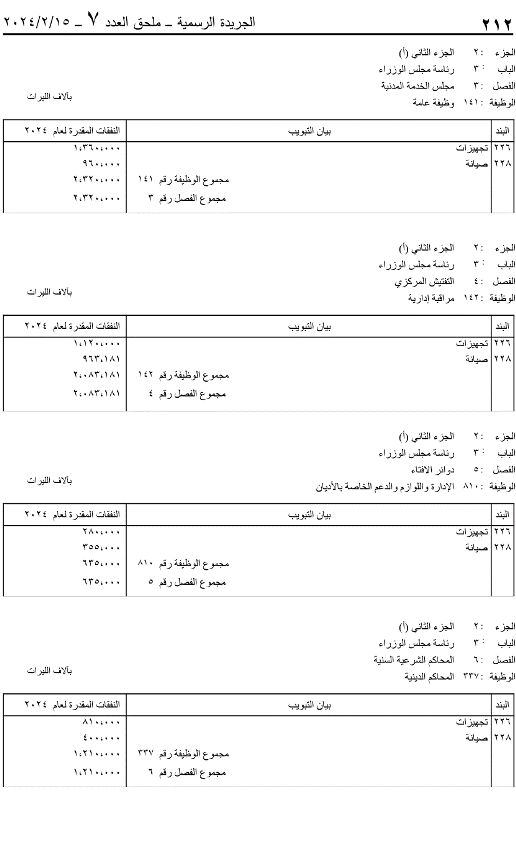 ٢١٢ الجريدة الرسمية – ملحق العدد ٧ – ٢٠٢٤/٢/١٥
الجزء : ٢ الجزء الثاني (أ)
الباب : ٣ رئاسة مجلس الوزراء
الفصل : ٣ مجلس الخدمة المدنية
الوظيفة : ١٤١ وظيفة عامة بآلاف الليرات
البند بيان التبويب النفقات المقدرة لعام ٢٠٢٤
٢٢٦ تجهيزات ١،٣٦٠،٠٠٠
٢٢٨ صيانة ٩٦٠،٠٠٠
مجموع الوظيفة رقم ١٤١ ٢،٣٢٠،٠٠٠
مجموع الفصل رقم ٣ ٢،٣٢٠،٠٠٠
الجزء : ٢ الجزء الثاني (أ)
الباب : ٣ رئاسة مجلس الوزراء
الفصل : ٤ التفتيش المركزي
الوظيفة : ١٤٢ مراقبة إدارية بآلاف الليرات
البند بيان التبويب النفقات المقدرة لعام ٢٠٢٤
٢٢٦ تجهيزات ١،١٢٠،٠٠٠
٢٢٨ صيانة ٩٦٣،١٨١
مجموع الوظيفة رقم ١٤٢ ٢،٠٨٣،١٨١
مجموع الفصل رقم ٤ ٢،٠٨٣،١٨١
الجزء : ٢ الجزء الثاني (أ)
الباب : ٣ رئاسة مجلس الوزراء
الفصل : ٥ دوائر الافتاء
الوظيفة : ٨١٠ الإدارة واللوازم والدعم الخاصة بالأديان بآلاف الليرات
البند بيان التبويب النفقات المقدرة لعام ٢٠٢٤
٢٢٦ تجهيزات ٢٨٠،٠٠٠
٢٢٨ صيانة ٣٥٥،٠٠٠
مجموع الوظيفة رقم ٨١٠ ٦٣٥،٠٠٠
مجموع الفصل رقم ٥ ٦٣٥،٠٠٠
الجزء : ٢ الجزء الثاني (أ)
الباب : ٣ رئاسة مجلس الوزراء
الفصل : ٦ المحاكم الشرعية السنية
الوظيفة : ٣٣٧ المحاكم الدينية بآلاف الليرات
البند بيان التبويب النفقات المقدرة لعام ٢٠٢٤
٢٢٦ تجهيزات ٨١٠،٠٠٠
٢٢٨ صيانة ٤٠٠،٠٠٠
مجموع الوظيفة رقم ٣٣٧ ١،٢١٠،٠٠٠
مجموع الفصل رقم ٦ ١،٢١٠،٠٠٠